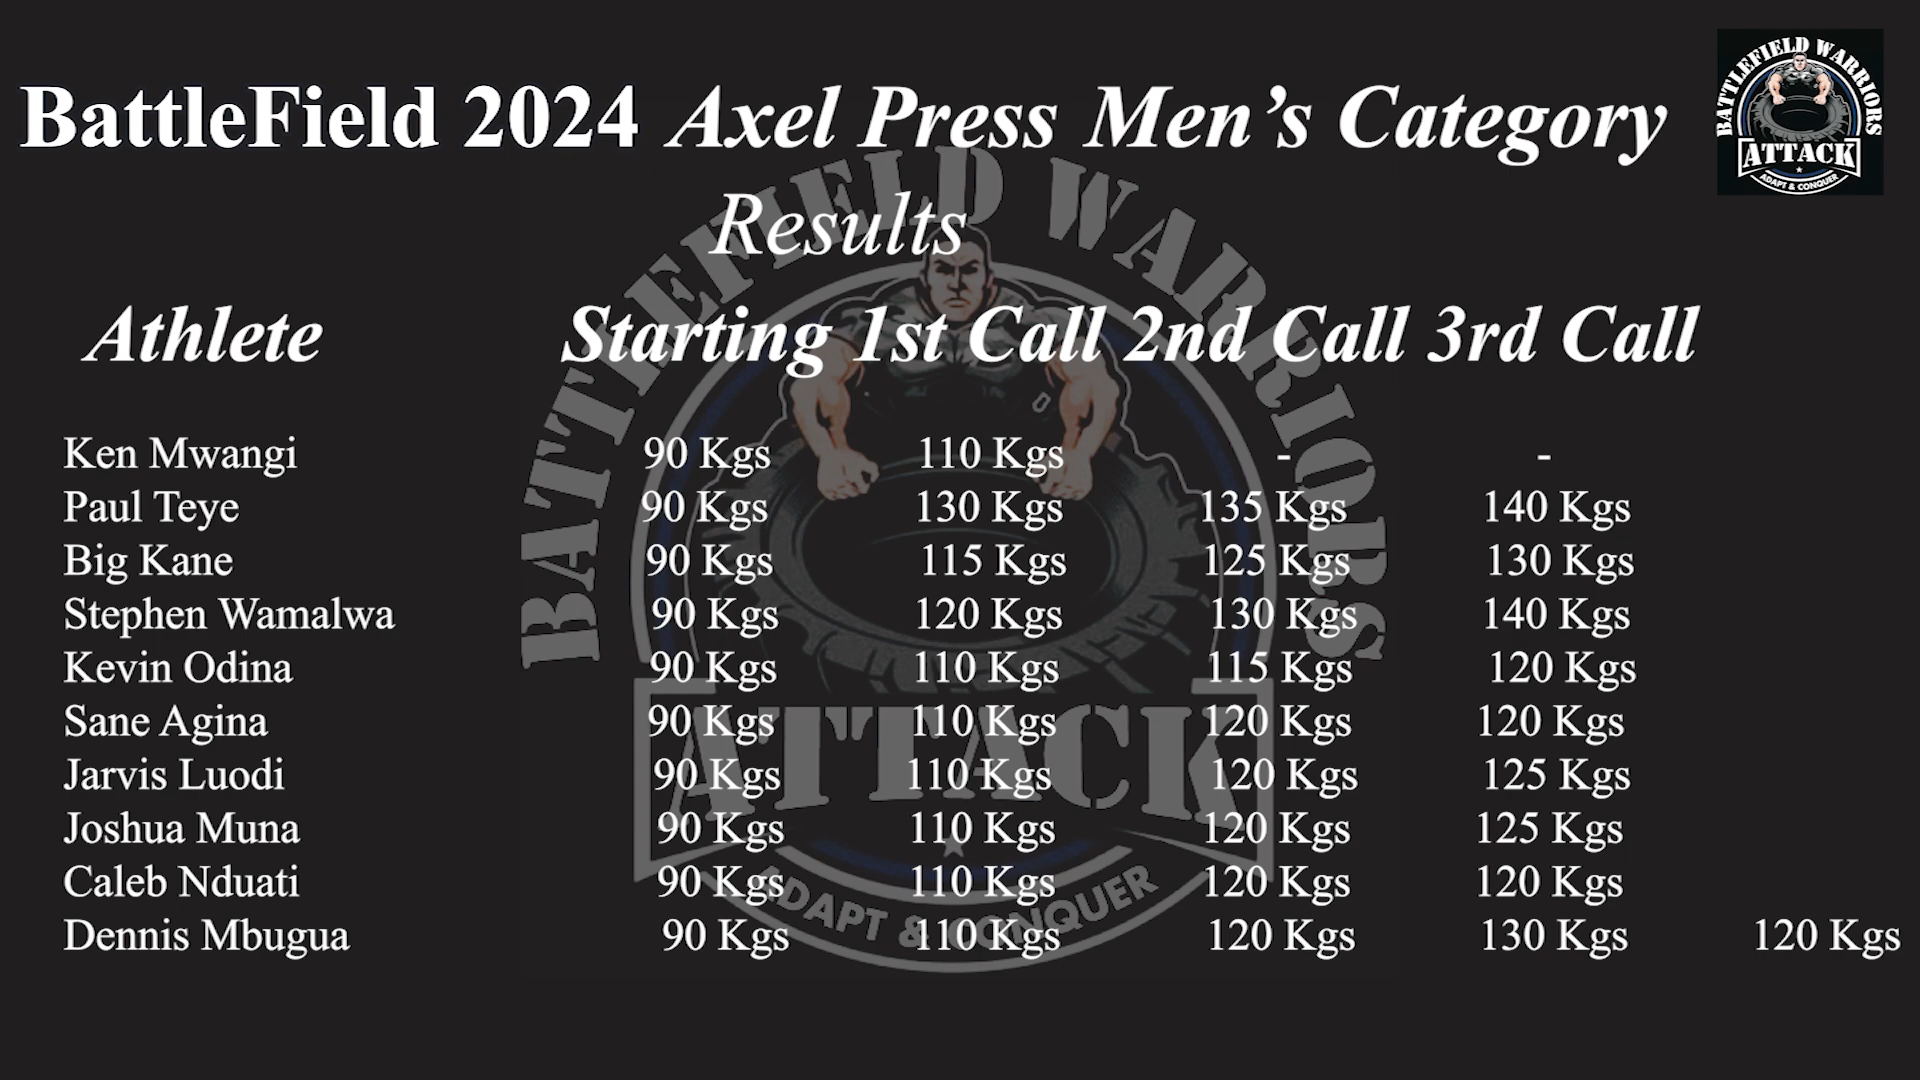 BATTLEFIELD WARRIORS
ATTACK
ADAPT & CONQUER
BattleField 2024 Axel Press Men’s Category
Results
Athlete Starting 1st Call 2nd Call 3rd Call
Ken Mwangi 90 Kgs 110 Kgs - -
Paul Teye 90 Kgs 130 Kgs 135 Kgs 140 Kgs
Big Kane 90 Kgs 115 Kgs 125 Kgs 130 Kgs
Stephen Wamalwa 90 Kgs 120 Kgs 130 Kgs 140 Kgs
Kevin Odina 90 Kgs 110 Kgs 115 Kgs 120 Kgs
Sane Agina 90 Kgs 110 Kgs 120 Kgs 120 Kgs
Jarvis Luodi 90 Kgs 110 Kgs 120 Kgs 125 Kgs
Joshua Muna 90 Kgs 110 Kgs 120 Kgs 125 Kgs
Caleb Nduati 90 Kgs 110 Kgs 120 Kgs 120 Kgs
Dennis Mbugua 90 Kgs 110 Kgs 120 Kgs 130 Kgs 120 Kgs
BATTLEFIELD WARRIORS
ATTACK
ADAPT & CONQUER